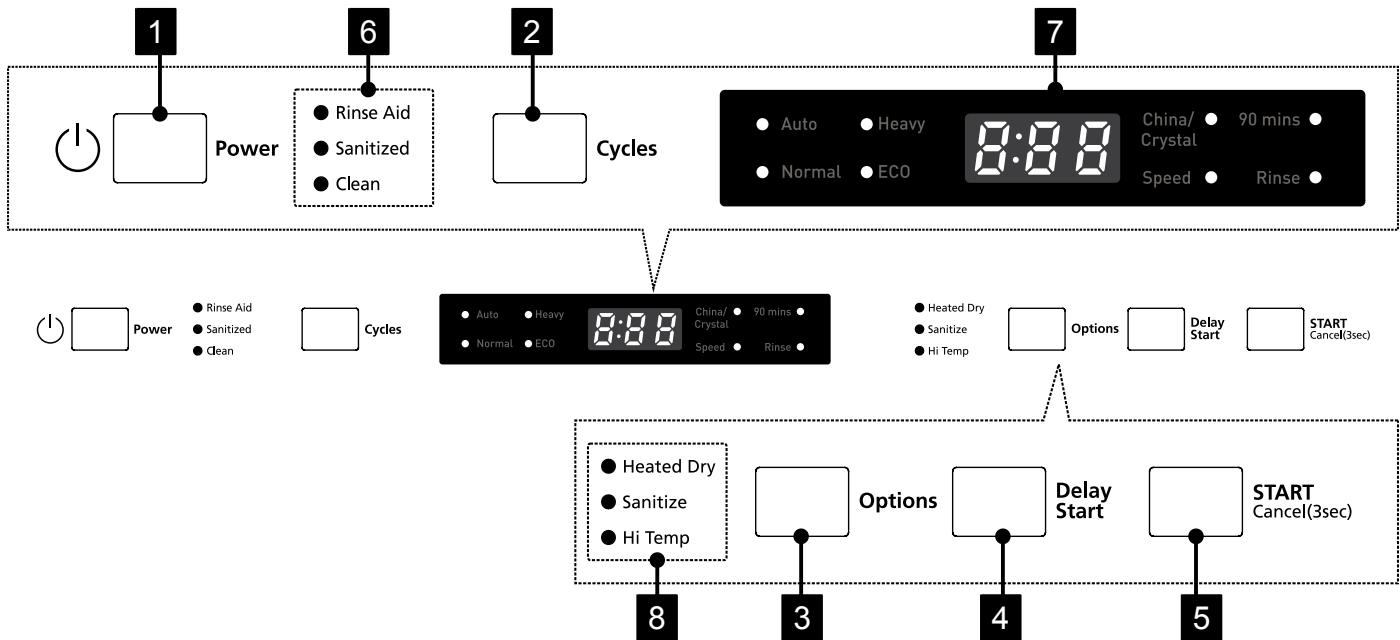 1
6
2
7
Power
Rinse Aid
Sanitized
Clean
Cycles
Auto
Heavy
Normal
ECO
8:88
China/
Crystal
90 mins
Speed
Rinse
Power
Rinse Aid
Sanitized
Clean
Cycles
Auto
Heavy
Normal
ECO
8:88
China/
Crystal
90 mins
Speed
Rinse
Heated Dry
Sanitize
Hi Temp
Options
Delay
Start
START
Cancel(3sec)
Heated Dry
Sanitize
Hi Temp
Options
Delay
Start
START
Cancel(3sec)
8
3
4
5